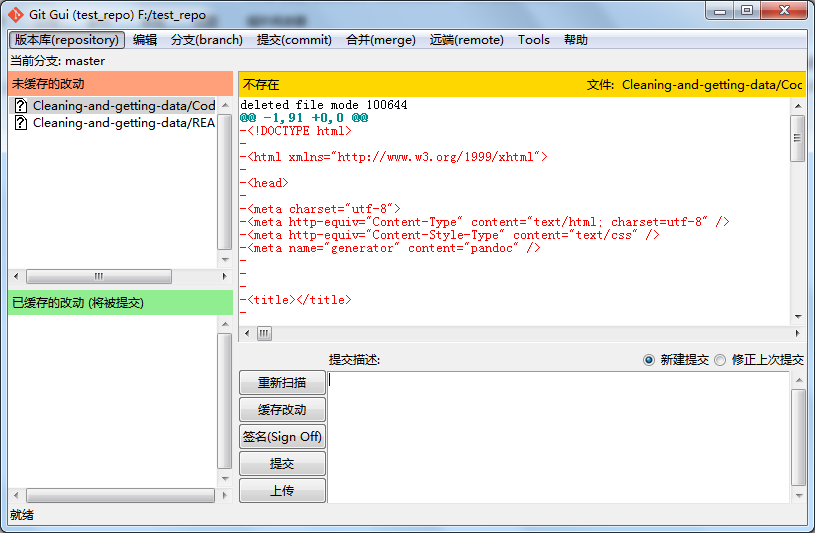 Git Gui (test_repo) F:/test_repo
版本库(repository) 编辑 分支(branch) 提交(commit) 合并(merge) 远端(remote) Tools 帮助
当前分支: master
未缓存的改动
Cleaning-and-getting-data/Cod
Cleaning-and-getting-data/REA
已缓存的改动 (将被提交)
不存在 文件: Cleaning-and-getting-data/Coc
deleted file mode 100644
@@ -1,91 +0,0 @@
-<!DOCTYPE html>
-
-<html xmlns="http://www.w3.org/1999/xhtml">
-
-<head>
-
-<meta charset="utf-8">
-<meta http-equiv="Content-Type" content="text/html; charset=utf-8" />
-<meta http-equiv="Content-Style-Type" content="text/css" />
-<meta name="generator" content="pandoc" />
-
-
-
-<title></title>
-
提交描述: 新建提交 修正上次提交
重新扫描
缓存改动
签名(Sign Off)
提交
上传
就绪